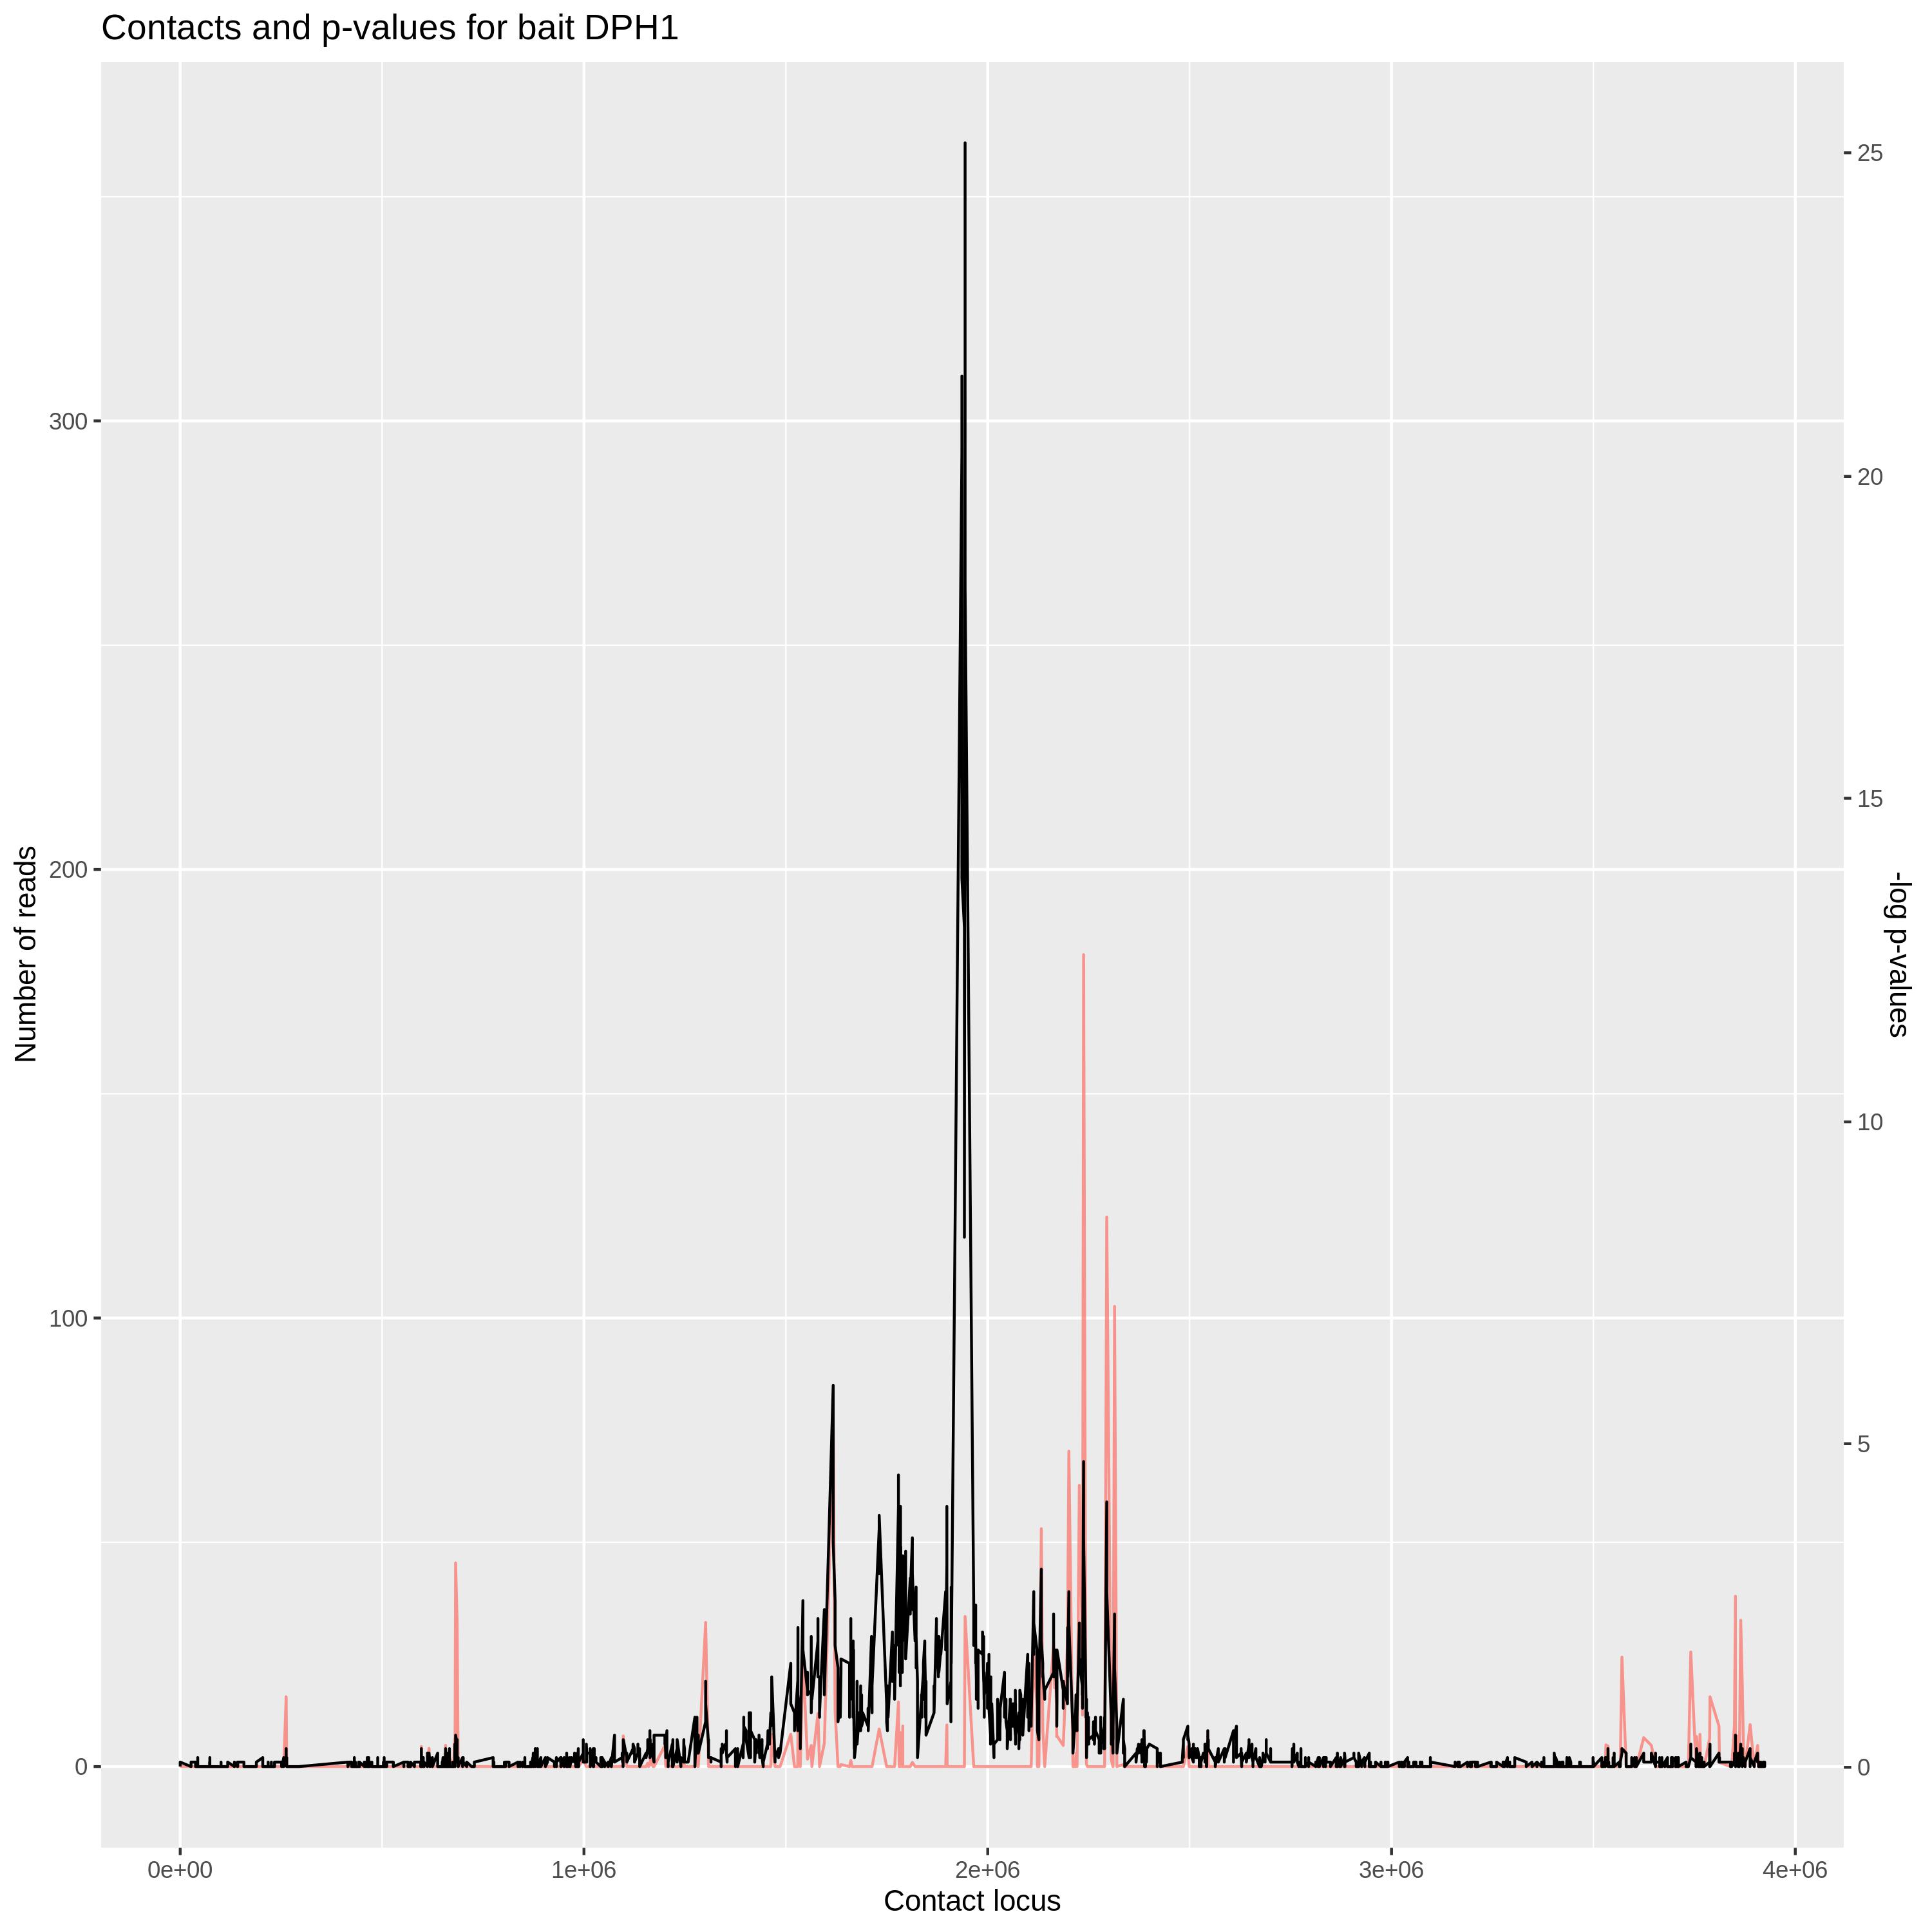 Contacts and p-values for bait DPH1
25
20
15
10
5
0
-log p-values
300
200
100
0
Number of reads
0e+00 1e+06 2e+06 3e+06 4e+06
Contact locus